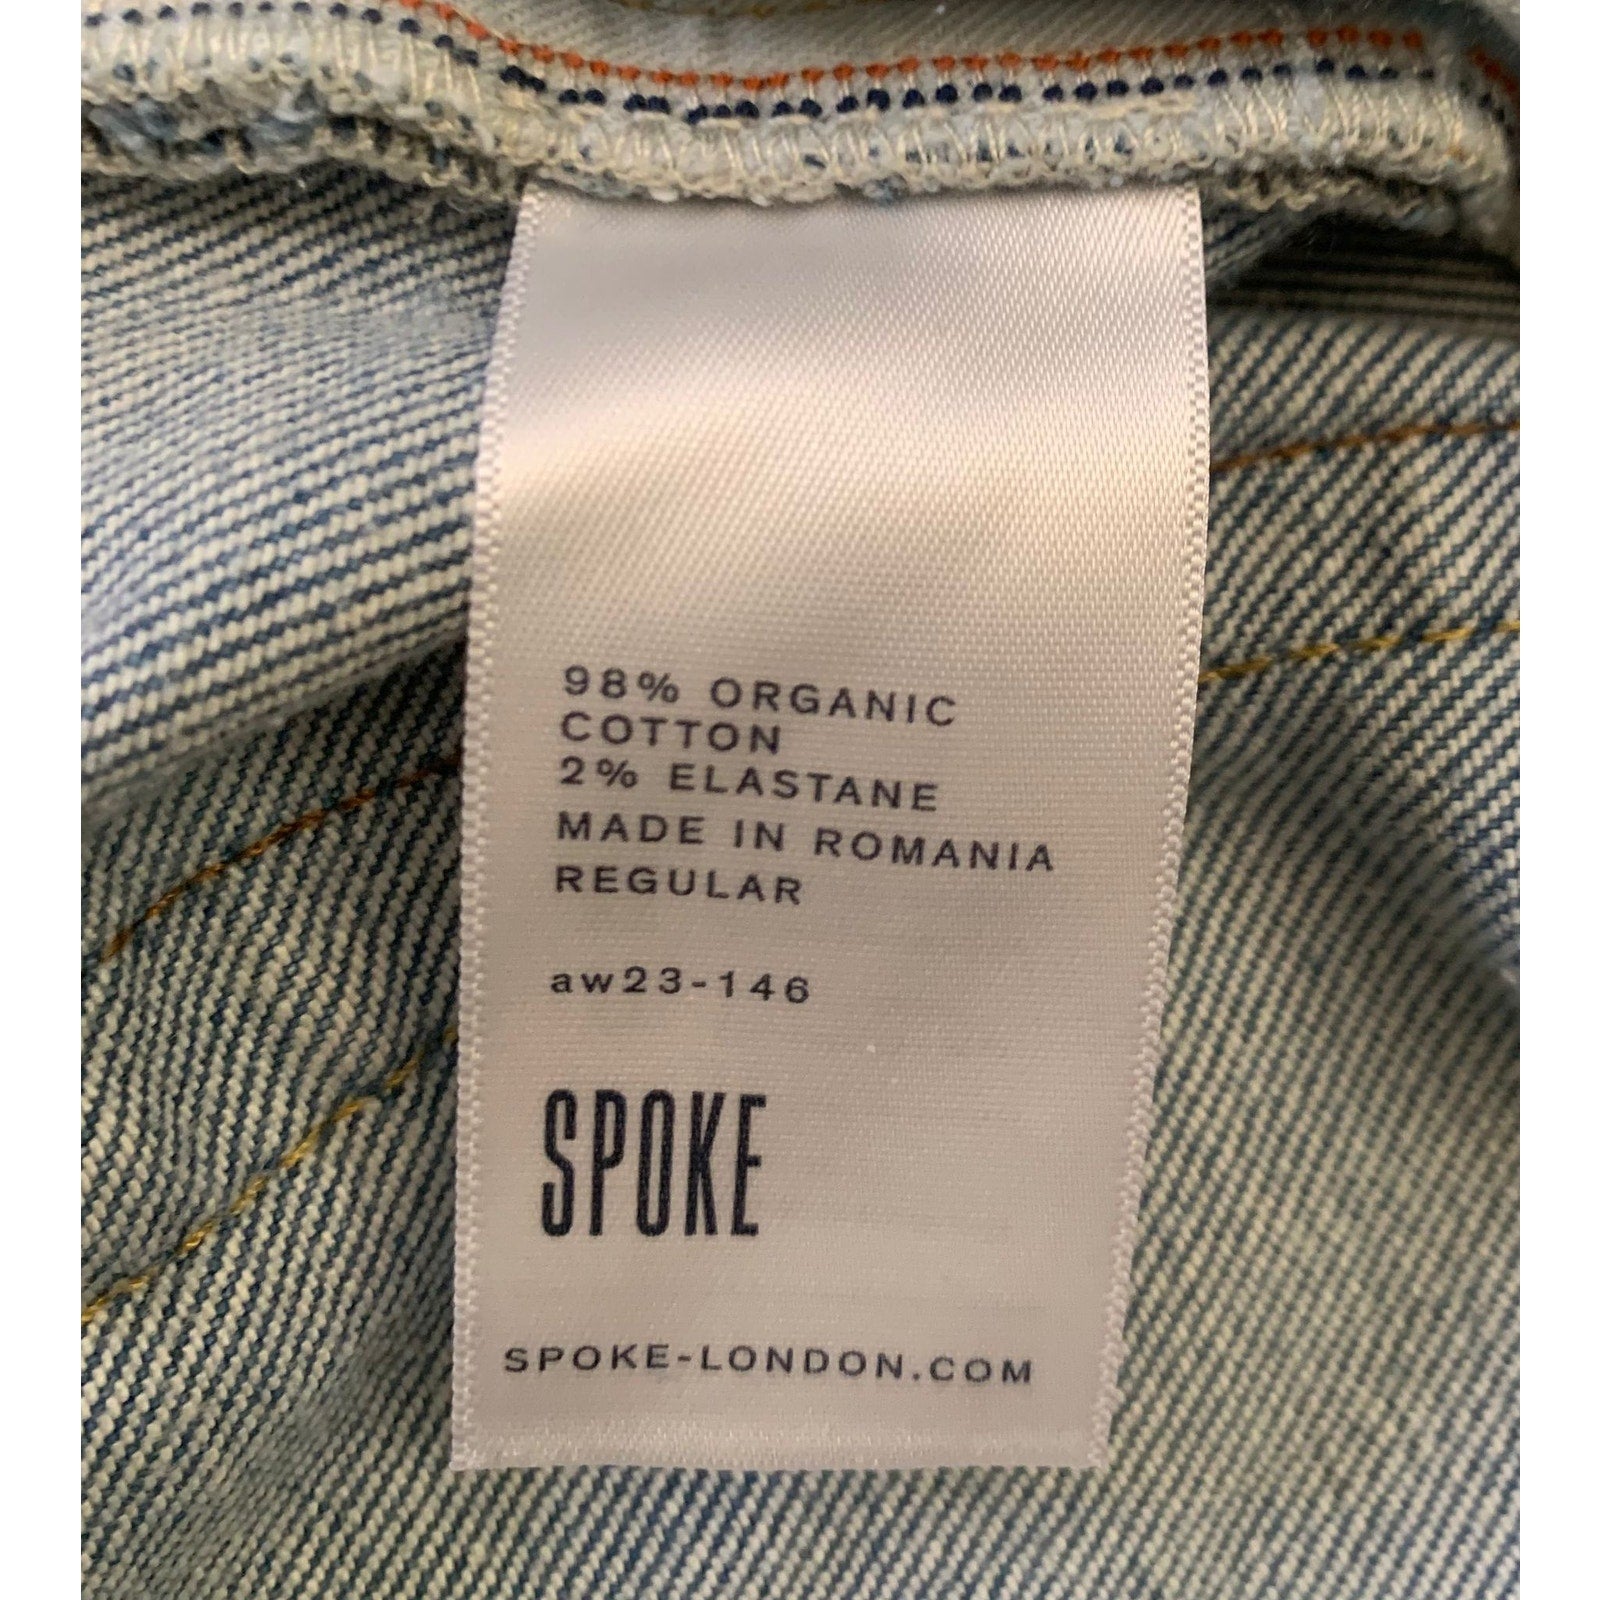 98% ORGANIC
COTTON
2% ELASTANE
MADE IN ROMANIA
REGULAR
aw23-146
SPOKE
SPOKE-LONDON.COM